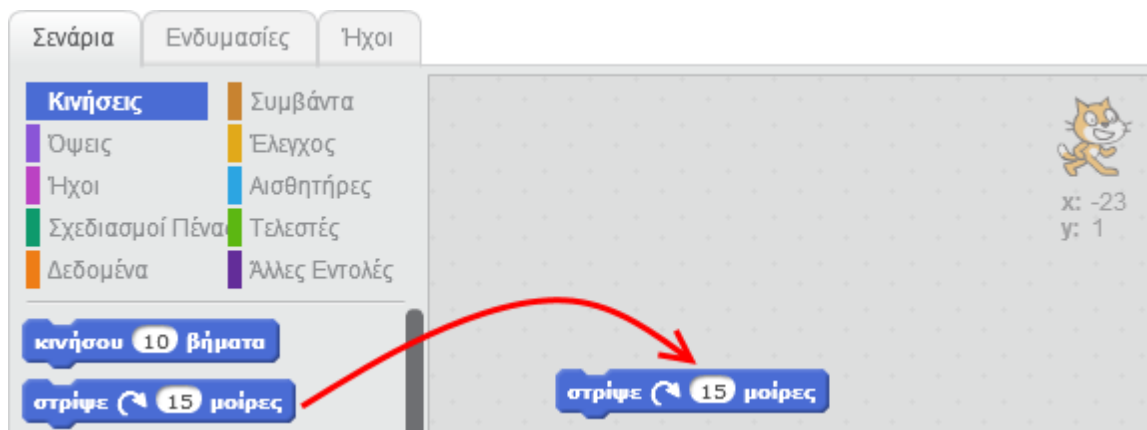 Σενάρια Ενδυμασίες Ήχοι
Κινήσεις Συμβάντα
Όψεις Έλεγχος
Ήχοι Αισθητήρες
Σχεδιασμοί Πένας Τελεστές
Δεδομένα Άλλες Εντολές
x: -23
y: 1
κινήσου 10 βήματα
στρίψε 15 μοίρες
στρίψε 15 μοίρες